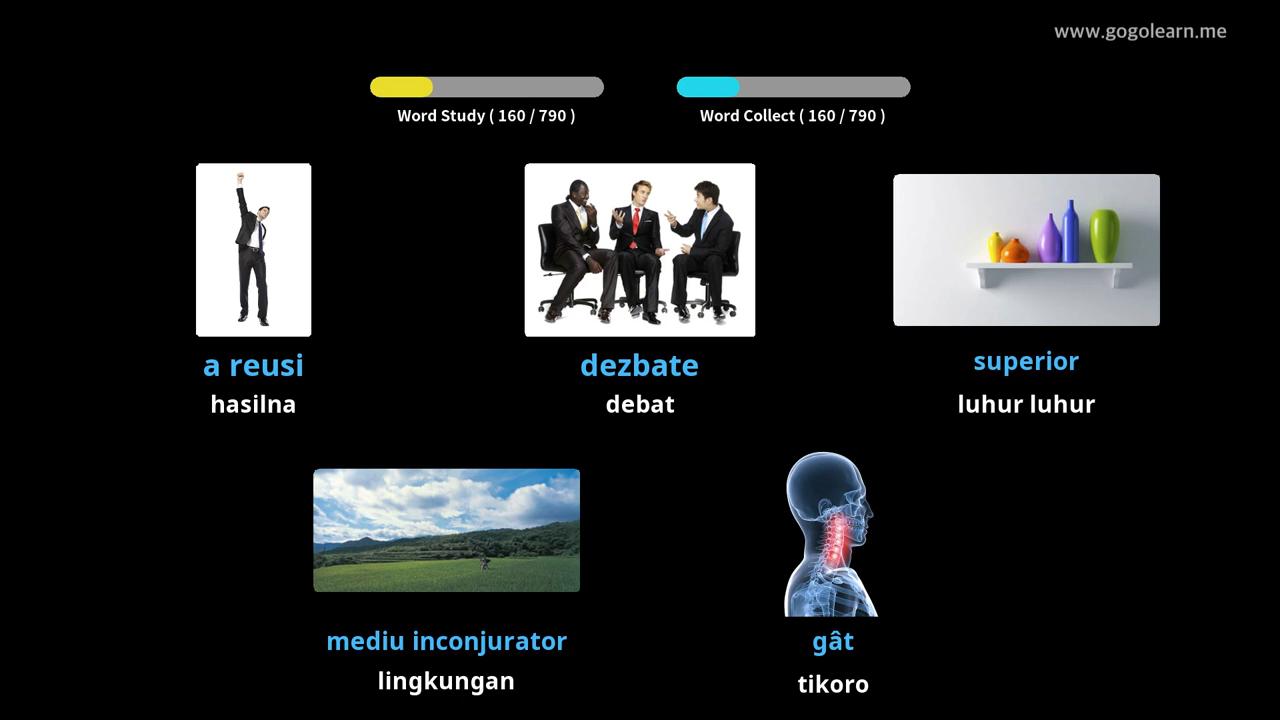 www.gogolearn.me
Word Study ( 160 / 790 )
Word Collect ( 160 / 790 )
a reusi
hasilna
dezbate
debat
superior
luhur luhur
mediu inconjurator
lingkungan
gât
tikoro